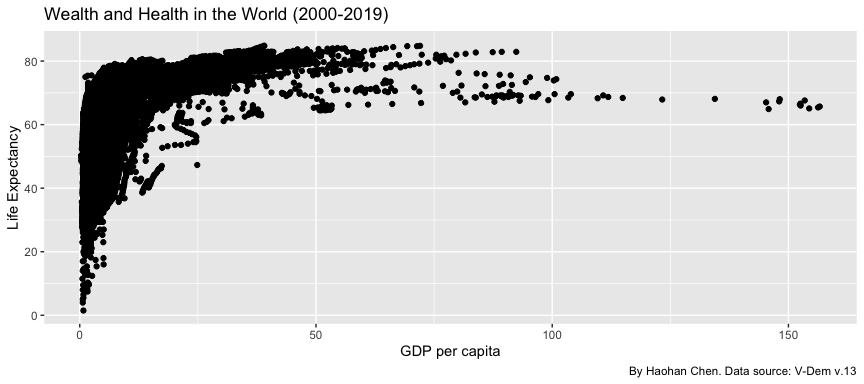 Wealth and Health in the World (2000-2019)
Life Expectancy
80
60
40
20
0
0 50 100 150
GDP per capita
By Haohan Chen. Data source: V-Dem v.13